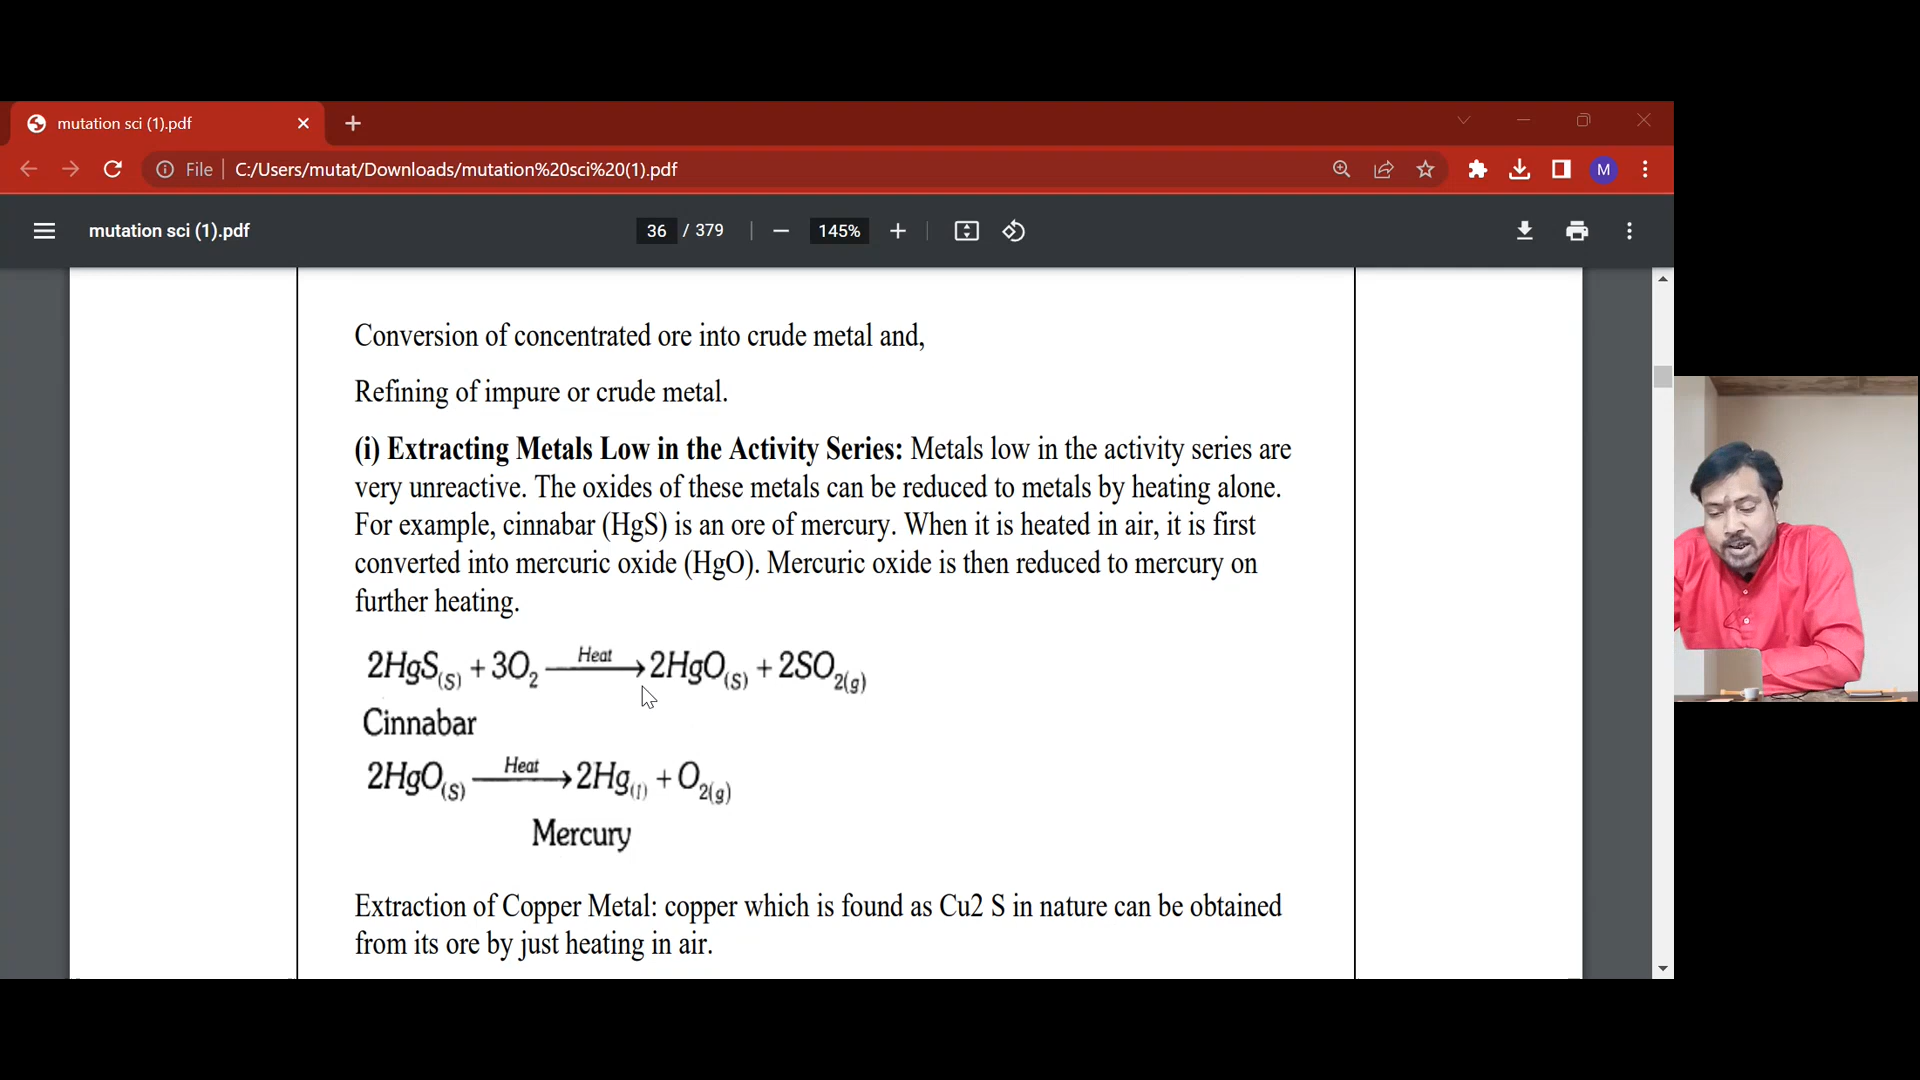 mutation sci (1).pdf
File
C:/Users/mutat/Downloads/mutation%20sci%20(1).pdf
M
mutation sci (1).pdf
36 / 379
145%
Conversion of concentrated ore into crude metal and,
Refining of impure or crude metal.
(i) Extracting Metals Low in the Activity Series: Metals low in the activity series are
very unreactive. The oxides of these metals can be reduced to metals by heating alone.
For example, cinnabar (HgS) is an ore of mercury. When it is heated in air, it is first
converted into mercuric oxide (HgO). Mercuric oxide is then reduced to mercury on
further heating.
2HgS(S) + 3O2 Heat → 2HgO(S) + 2SO2(g)
Cinnabar
2HgO(S) Heat → 2Hg(l) + O2(g)
Mercury
Extraction of Copper Metal: copper which is found as Cu2 S in nature can be obtained
from its ore by just heating in air.